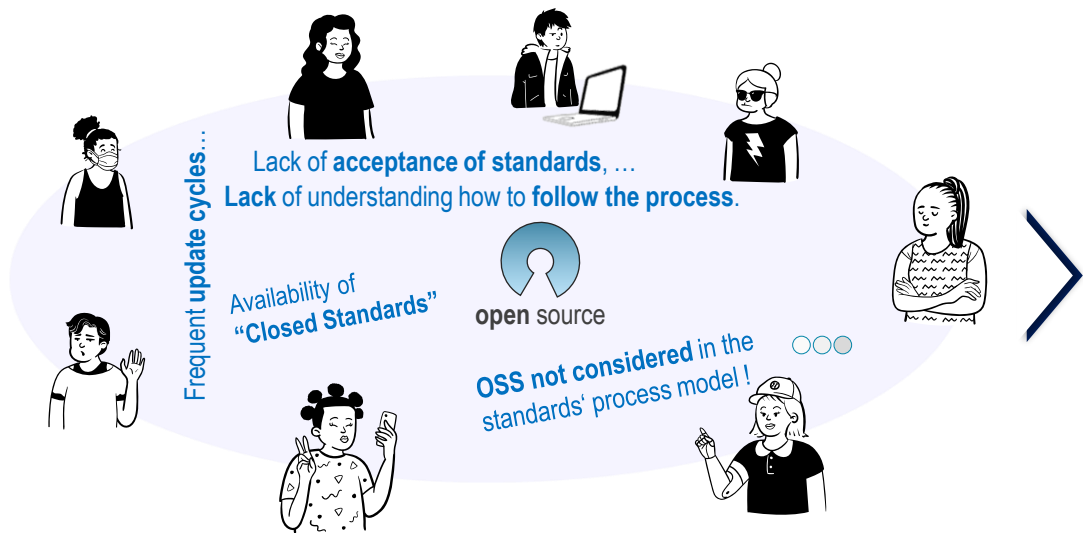 Frequent update cycles…
Lack of acceptance of standards, …
Lack of understanding how to follow the process.
Availability of
“Closed Standards”
open source
OSS not considered in the
standards‘ process model !